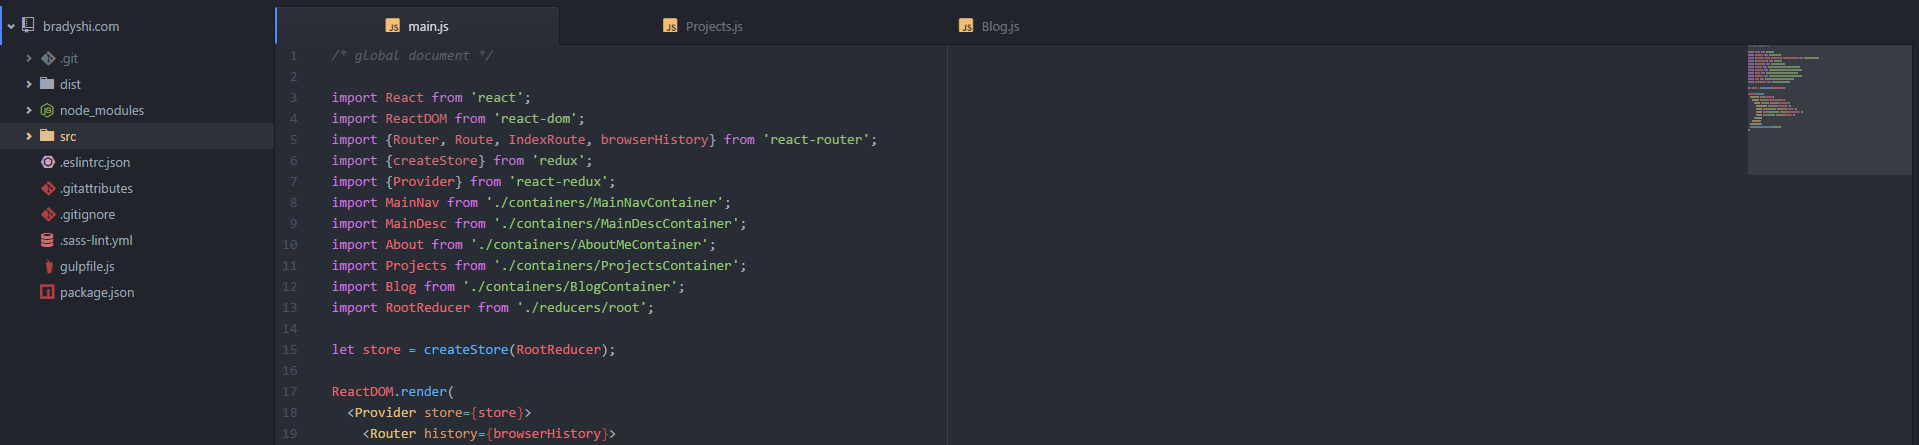 bradyshi.com
.git
dist
node_modules
src
.eslintrc.json
.gitattributes
.gitignore
.sass-lint.yml
gulpfile.js
package.json
JS main.js
JS Projects.js
JS Blog.js
1 /* global document */
2
3 import React from 'react';
4 import ReactDOM from 'react-dom';
5 import {Router, Route, IndexRoute, browserHistory} from 'react-router';
6 import {createStore} from 'redux';
7 import {Provider} from 'react-redux';
8 import MainNav from './containers/MainNavContainer';
9 import MainDesc from './containers/MainDescContainer';
10 import About from './containers/AboutMeContainer';
11 import Projects from './containers/ProjectsContainer';
12 import Blog from './containers/BlogContainer';
13 import RootReducer from './reducers/root';
14
15 let store = createStore(RootReducer);
16
17 ReactDOM.render(
18 <Provider store={store}>
19 <Router history={browserHistory}>